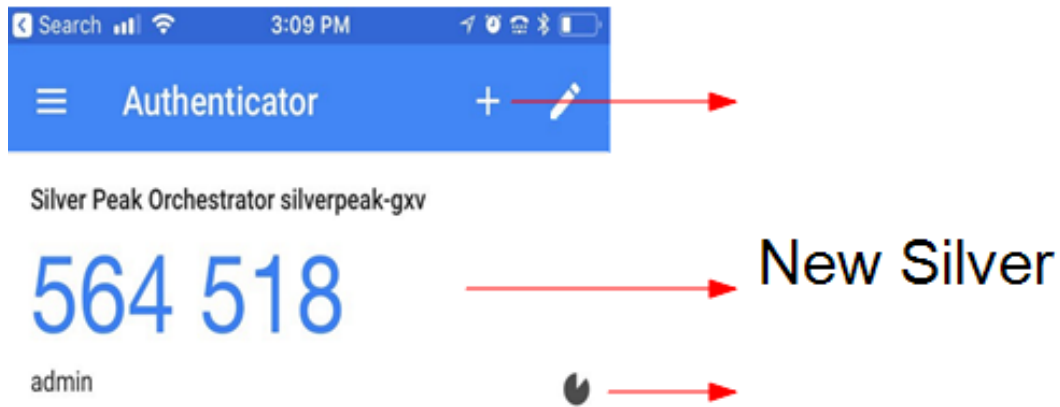 Search 3:09 PM
Authenticator
Silver Peak Orchestrator silverpeak-gxv
564 518
New Silver
admin